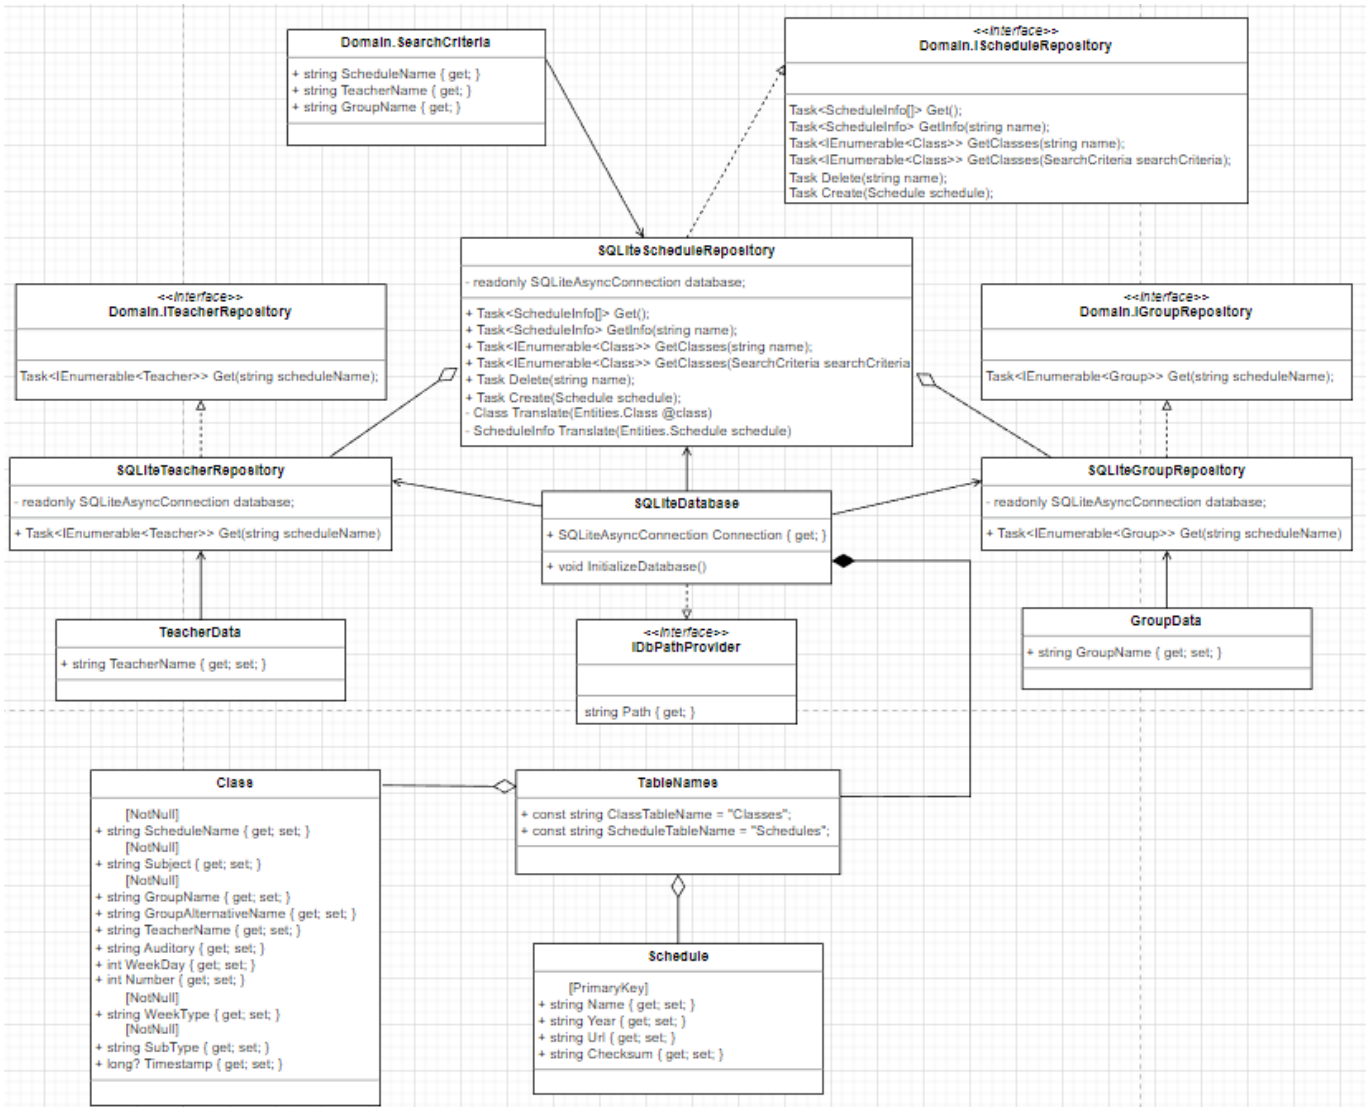 Domain.SearchCriteria
+ string ScheduleName { get; }
+ string TeacherName { get; }
+ string GroupName { get; }
<<Interface>>
Domain.IScheduleRepository
Task<ScheduleInfo[]> Get();
Task<ScheduleInfo> GetInfo(string name);
Task<IEnumerable<Class>> GetClasses(string name);
Task<IEnumerable<Class>> GetClasses(SearchCriteria searchCriteria);
Task Delete(string name);
Task Create(Schedule schedule);
SQLiteScheduleRepository
- readonly SQLiteAsyncConnection database;
+ Task<ScheduleInfo[]> Get();
+ Task<ScheduleInfo> GetInfo(string name);
+ Task<IEnumerable<Class>> GetClasses(string name);
+ Task<IEnumerable<Class>> GetClasses(SearchCriteria searchCriteria
+ Task Delete(string name);
+ Task Create(Schedule schedule);
- Class Translate(Entities.Class @class)
- ScheduleInfo Translate(Entities.Schedule schedule)
<<Interface>>
Domain.ITeacherRepository
Task<IEnumerable<Teacher>> Get(string scheduleName);
<<Interface>>
Domain.IGroupRepository
Task<IEnumerable<Group>> Get(string scheduleName);
SQLiteTeacherRepository
- readonly SQLiteAsyncConnection database;
+ Task<IEnumerable<Teacher>> Get(string scheduleName)
SQLiteDatabase
+ SQLiteAsyncConnection Connection { get; }
+ void InitializeDatabase()
SQLiteGroupRepository
- readonly SQLiteAsyncConnection database;
+ Task<IEnumerable<Group>> Get(string scheduleName)
TeacherData
+ string TeacherName { get; set; }
<<Interface>>
IDbPathProvider
string Path { get; }
GroupData
+ string GroupName { get; set; }
Class
[NotNull]
+ string ScheduleName { get; set; }
[NotNull]
+ string Subject { get; set; }
[NotNull]
+ string GroupName { get; set; }
+ string GroupAlternativeName { get; set; }
+ string TeacherName { get; set; }
+ string Auditory { get; set; }
+ int WeekDay { get; set; }
+ int Number { get; set; }
[NotNull]
+ string WeekType { get; set; }
[NotNull]
+ string SubType { get; set; }
+ long? Timestamp { get; set; }
TableNames
+ const string ClassTableName = "Classes";
+ const string ScheduleTableName = "Schedules";
Schedule
[PrimaryKey]
+ string Name { get; set; }
+ string Year { get; set; }
+ string Url { get; set; }
+ string Checksum { get; set; }